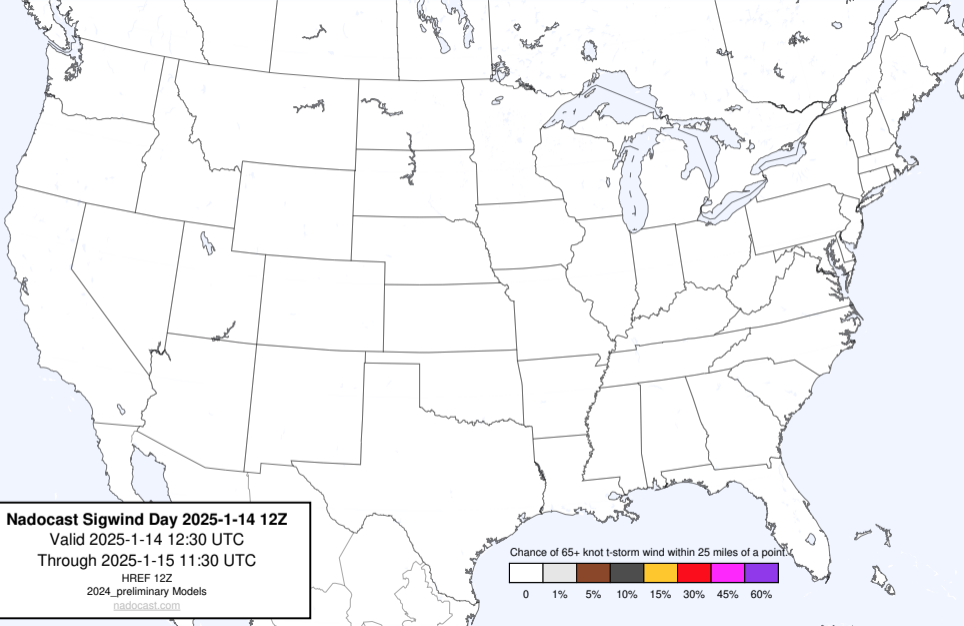 Nadocast Sigwind Day 2025-1-14 12Z
Valid 2025-1-14 12:30 UTC
Through 2025-1-15 11:30 UTC
HREF 12Z
2024_preliminary Models
nadocast.com
Chance of 65+ knot t-storm wind within 25 miles of a point.
0 1% 5% 10% 15% 30% 45% 60%